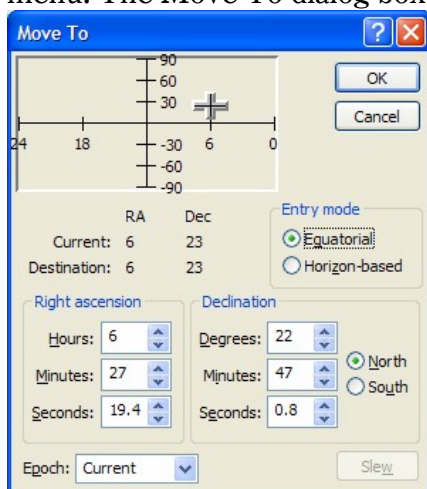 menu. The Move To dialog box
Move To
90
60
30
24 18 6 0
-30
-60
-90
OK
Cancel
RA Dec
Current: 6 23
Destination: 6 23
Entry mode
Equatorial
Horizon-based
Right ascension
Hours: 6
Minutes: 27
Seconds: 19.4
Declination
Degrees: 22
Minutes: 47
Seconds: 0.8
North
South
Epoch: Current
Slew